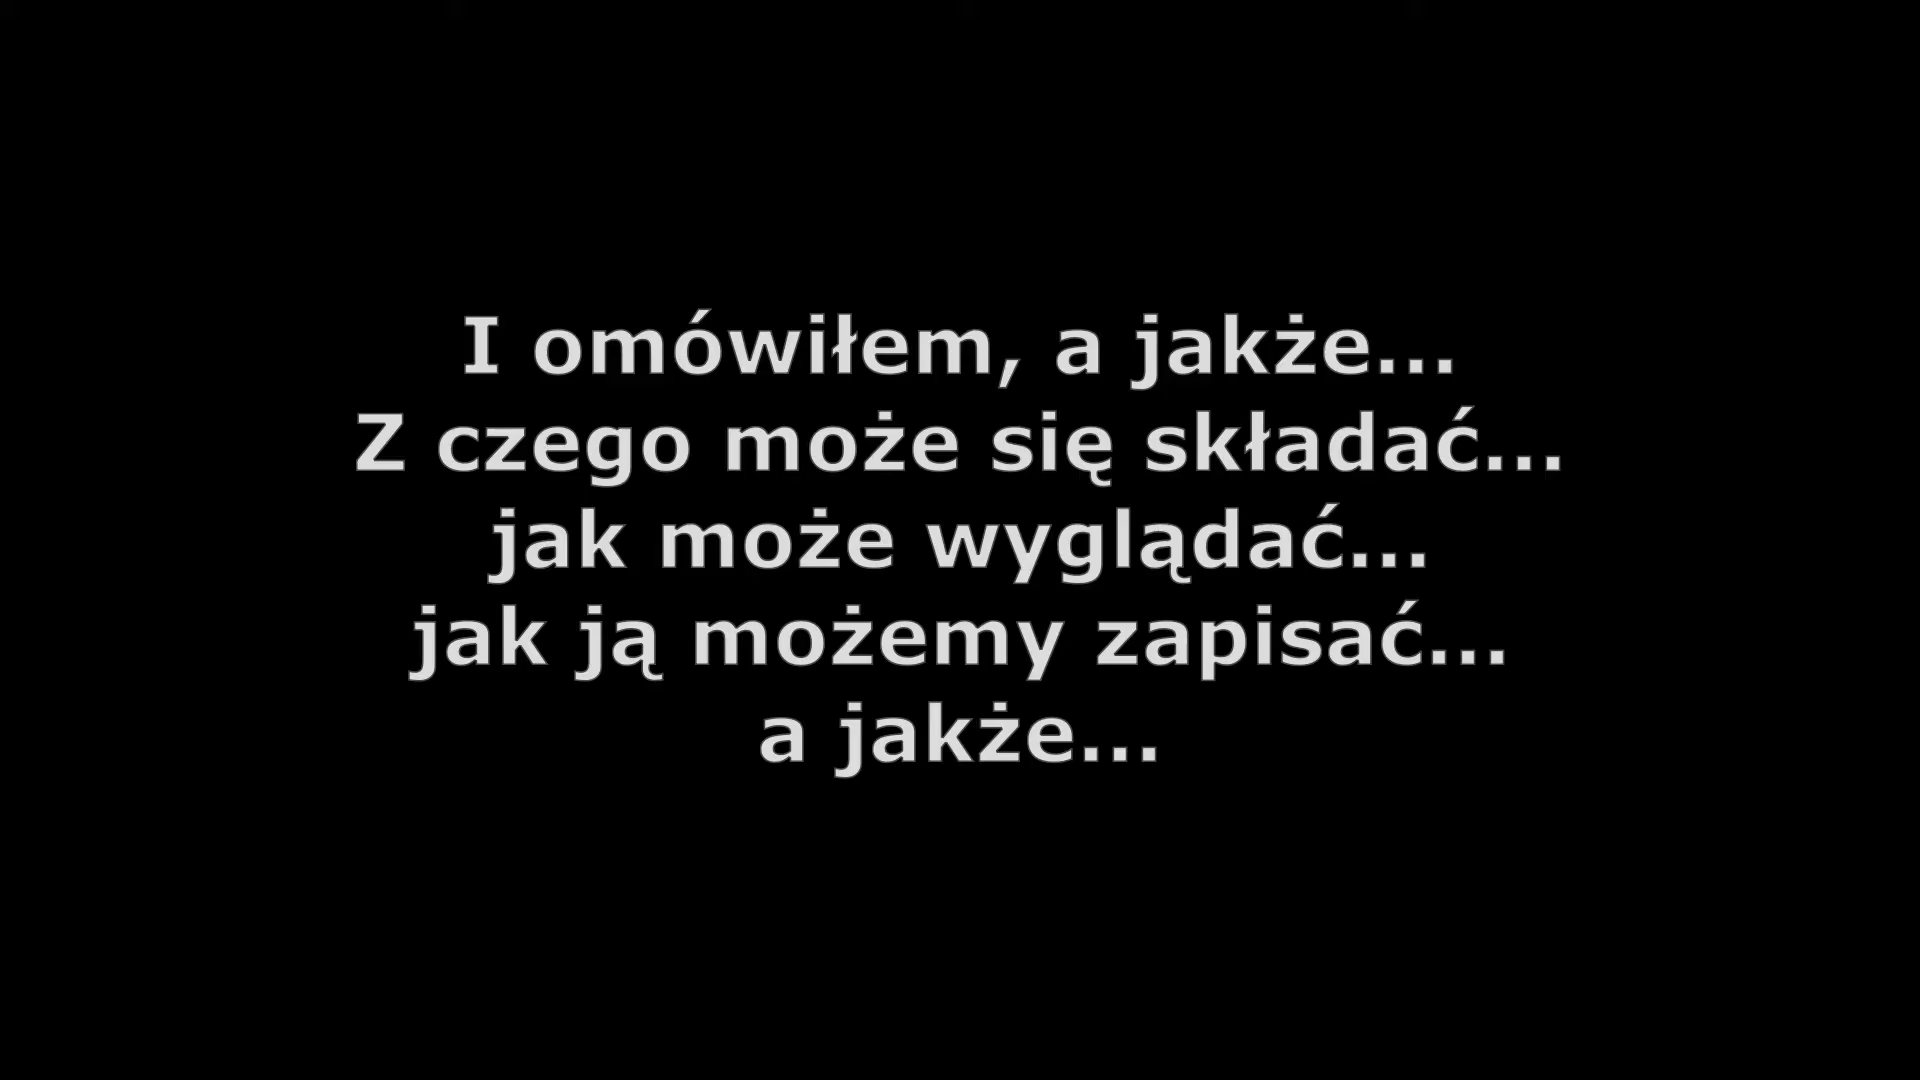 I omówiłem, a jakże...
Z czego może się składać...
jak może wyglądać...
jak ją możemy zapisać...
a jakże...